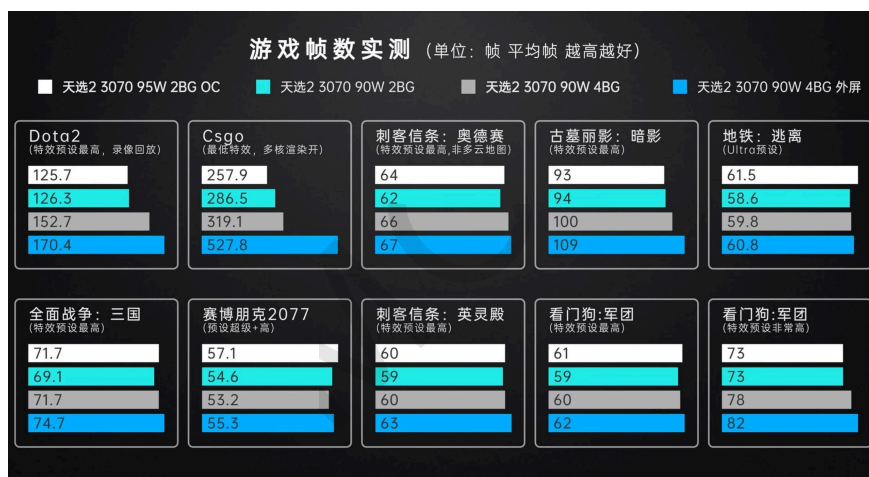 游戏帧数实测 (单位: 帧 平均帧 越高越好)
天选2 3070 95W 2BG OC 天选2 3070 90W 2BG 天选2 3070 90W 4BG 天选2 3070 90W 4BG 外屏
Dota2
(特效预设最高, 录像回放)
125.7
126.3
152.7
170.4
Csgo
(最低特效, 多核渲染开)
257.9
286.5
319.1
527.8
刺客信条: 奥德赛
(特效预设最高,非多云地图)
64
62
66
67
古墓丽影: 暗影
(特效预设最高)
93
94
100
109
地铁: 逃离
(Ultra预设)
61.5
58.6
59.8
60.8
全面战争: 三国
(特效预设最高)
71.7
69.1
71.7
74.7
赛博朋克2077
(预设超级+高)
57.1
54.6
53.2
55.3
刺客信条: 英灵殿
(特效预设最高)
60
59
60
63
看门狗:军团
(特效预设最高)
61
59
60
62
看门狗:军团
(特效预设非常高)
73
73
78
82